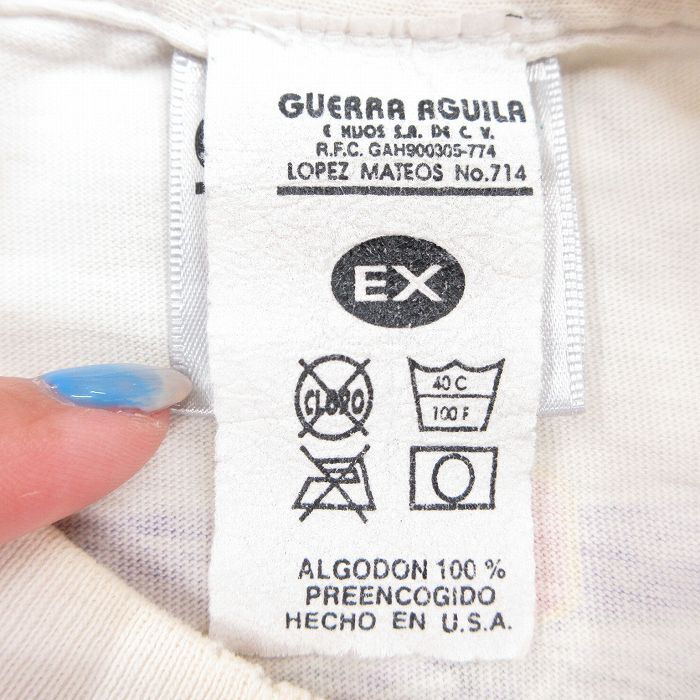 GUERRA AGUILA
E HIJOS S.A. DE C.V.
R.F.C. GAH900305-774
LOPEZ MATEOS No.714
EX
CLORO
40 C
100 F
ALGODON 100 %
PREENCOGIDO
HECHO EN U.S.A.